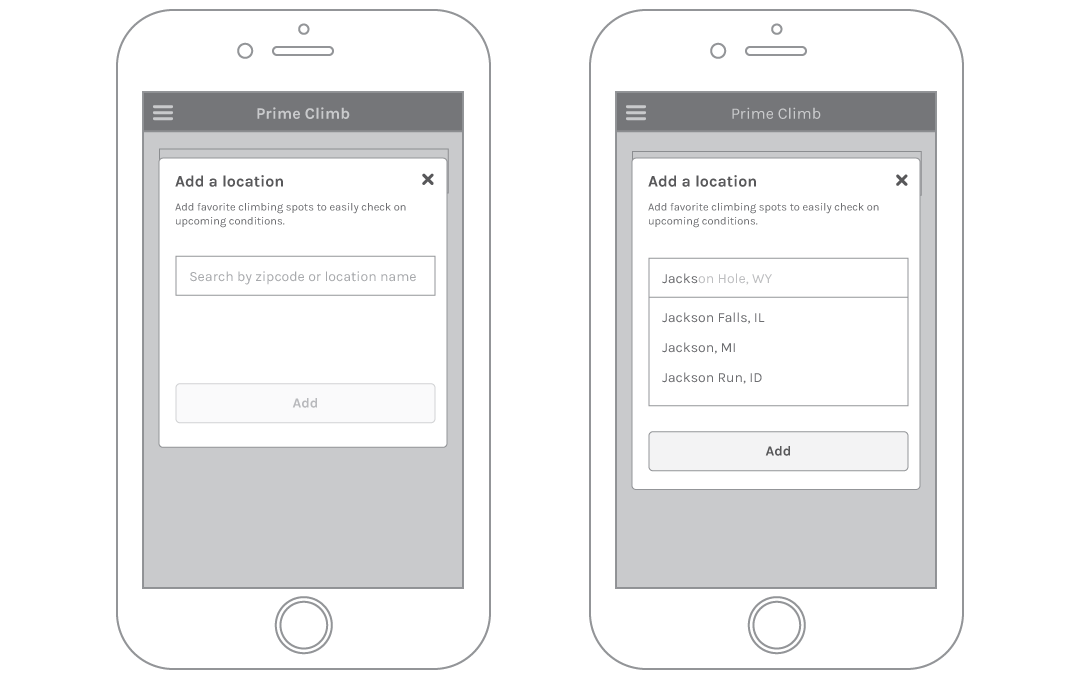 Prime Climb
Add a location
Add favorite climbing spots to easily check on
upcoming conditions.
Search by zipcode or location name
Add
Prime Climb
Add a location
Add favorite climbing spots to easily check on
upcoming conditions.
Jackson Hole, WY
Jackson Falls, IL
Jackson, MI
Jackson Run, ID
Add